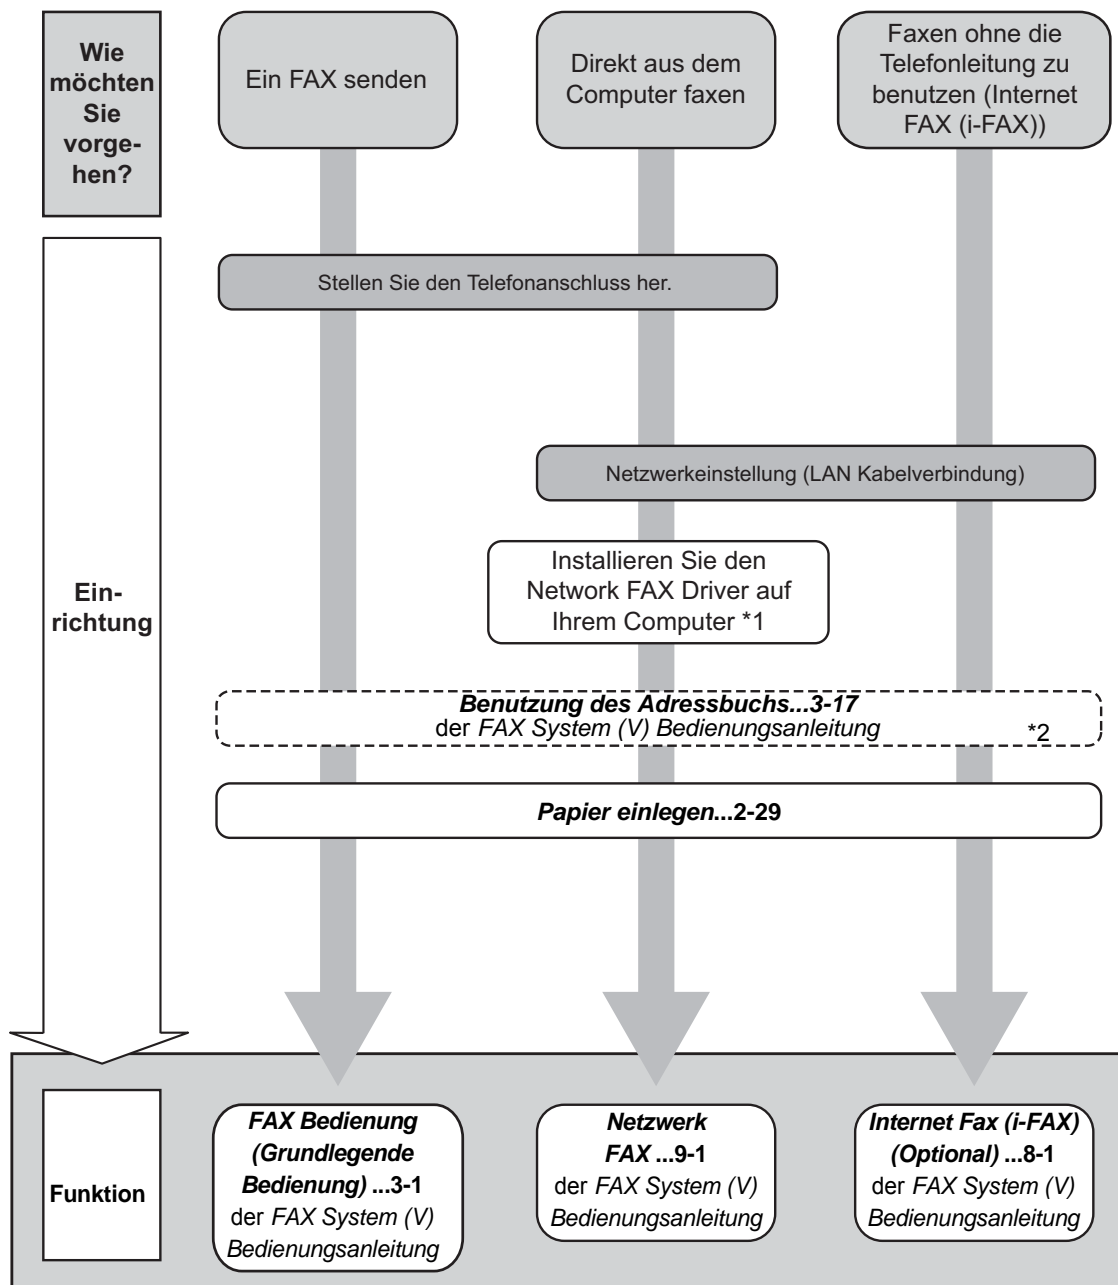 Wie
möchten
Sie
vorge-
hen?
Ein FAX senden
Direkt aus dem
Computer faxen
Faxen ohne die
Telefonleitung zu
benutzen (Internet
FAX (i-FAX))
Stellen Sie den Telefonanschluss her.
Netzwerkeinstellung (LAN Kabelverbindung)
Ein-
richtung
Installieren Sie den
Network FAX Driver auf
Ihrem Computer *1
Benutzung des Adressbuchs...3-17
der FAX System (V) Bedienungsanleitung *2
Papier einlegen...2-29
Funktion
FAX Bedienung
(Grundlegende
Bedienung) ...3-1
der FAX System (V)
Bedienungsanleitung
Netzwerk
FAX ...9-1
der FAX System (V)
Bedienungsanleitung
Internet Fax (i-FAX)
(Optional) ...8-1
der FAX System (V)
Bedienungsanleitung